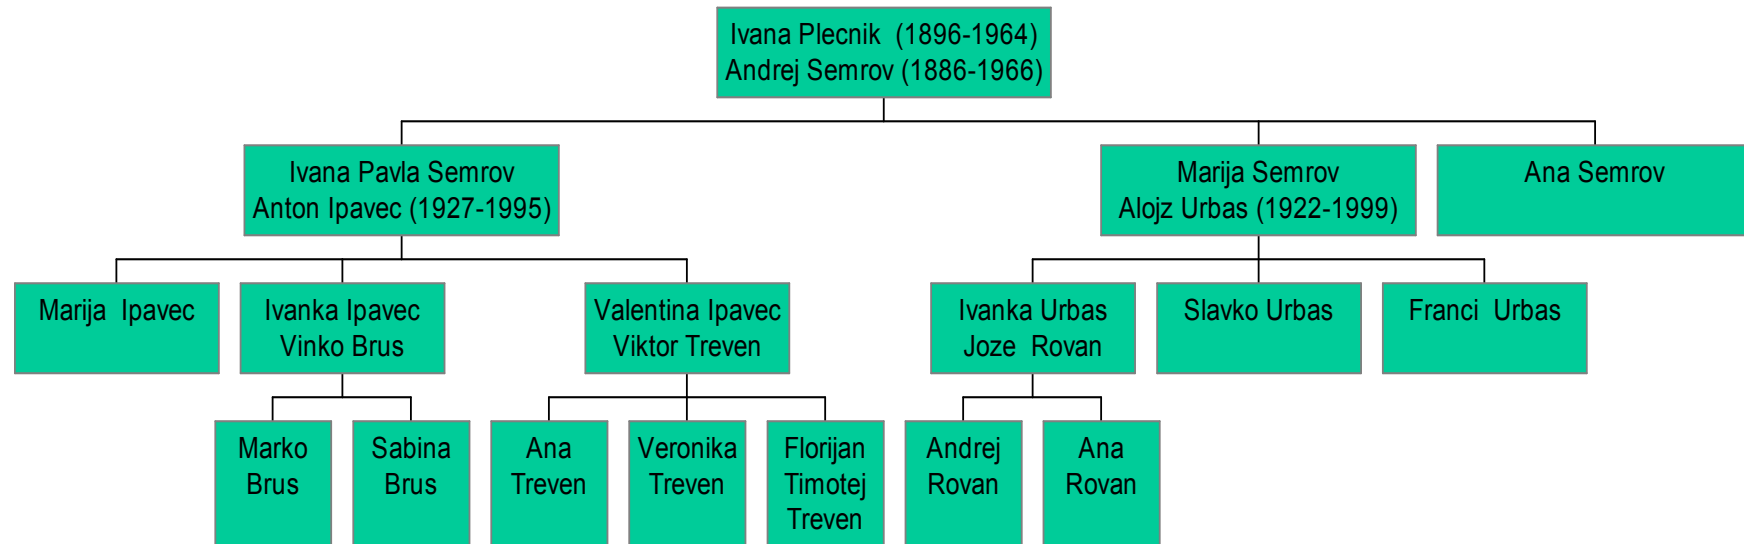 Ivana Plecnik (1896-1964)
Andrej Semrov (1886-1966)
Ivana Pavla Semrov
Anton Ipavec (1927-1995)
Marija Semrov
Alojz Urbas (1922-1999)
Ana Semrov
Marija Ipavec
Ivanka Ipavec
Vinko Brus
Valentina Ipavec
Viktor Treven
Ivanka Urbas
Joze Rovan
Slavko Urbas
Franci Urbas
Marko
Brus
Sabina
Brus
Ana
Treven
Veronika
Treven
Florijan
Timotej
Treven
Andrej
Rovan
Ana
Rovan